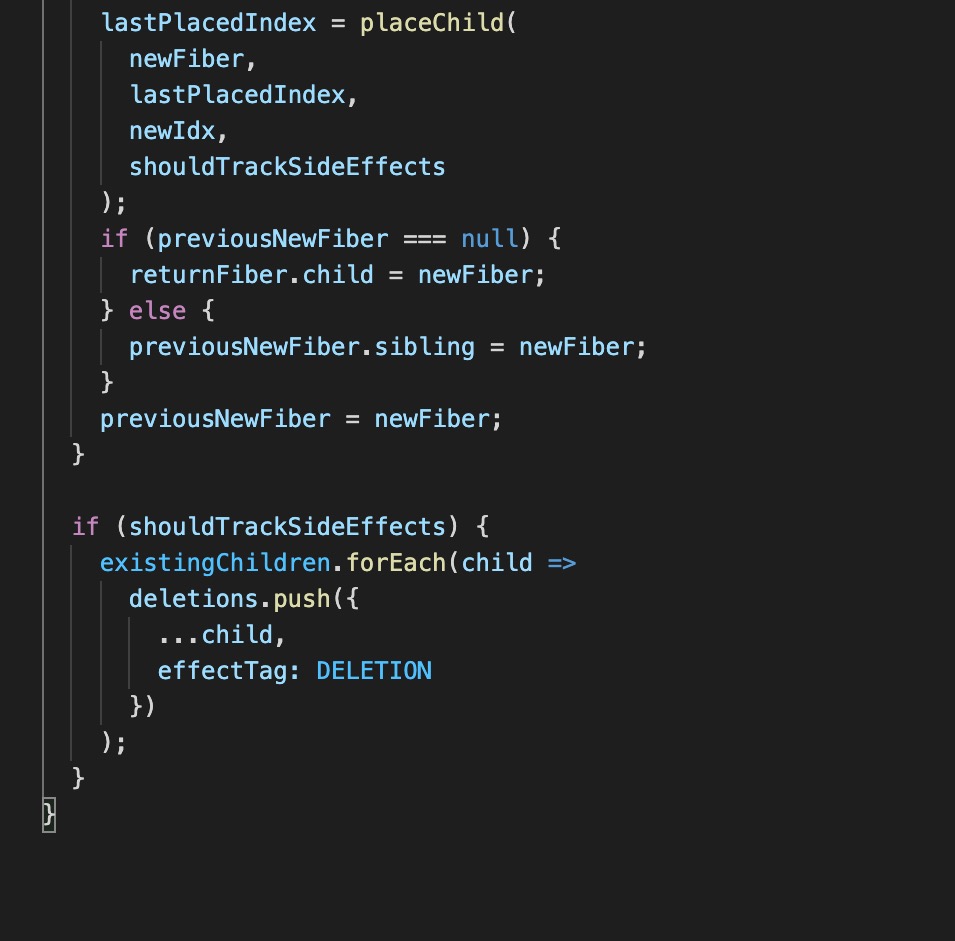 lastPlacedIndex = placeChild(
newFiber,
lastPlacedIndex,
newIdx,
shouldTrackSideEffects
);
if (previousNewFiber === null) {
returnFiber.child = newFiber;
} else {
previousNewFiber.sibling = newFiber;
}
previousNewFiber = newFiber;
}
if (shouldTrackSideEffects) {
existingChildren.forEach(child =>
deletions.push({
...child,
effectTag: DELETION
})
);
}
}